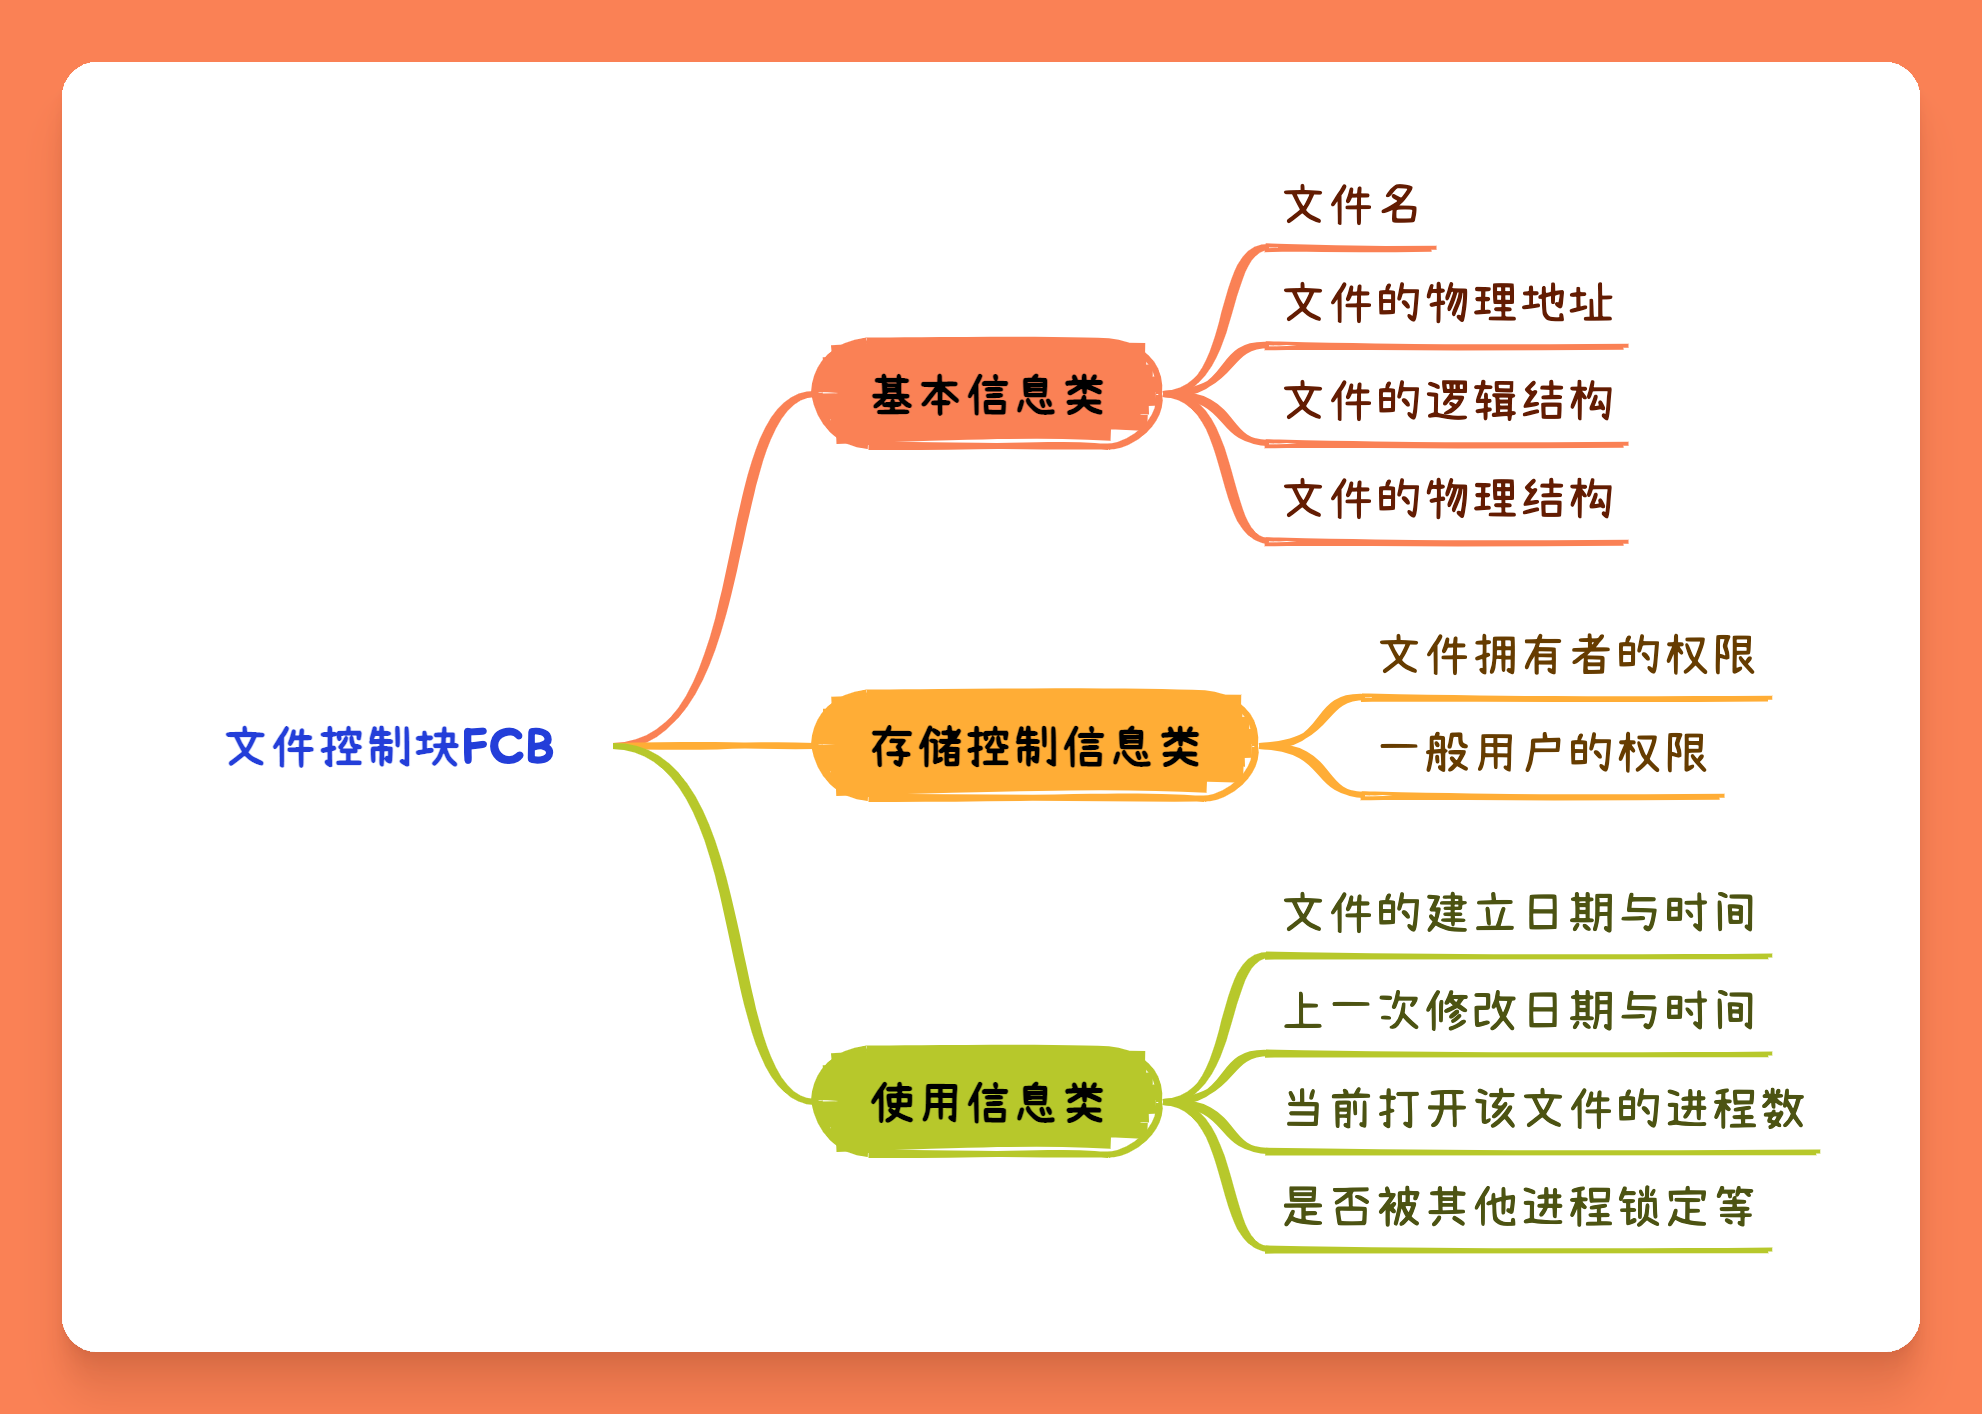 文件控制块FCB
基本信息类
文件名
文件的物理地址
文件的逻辑结构
文件的物理结构
存储控制信息类
文件拥有者的权限
一般用户的权限
使用信息类
文件的建立日期与时间
上一次修改日期与时间
当前打开该文件的进程数
是否被其他进程锁定等